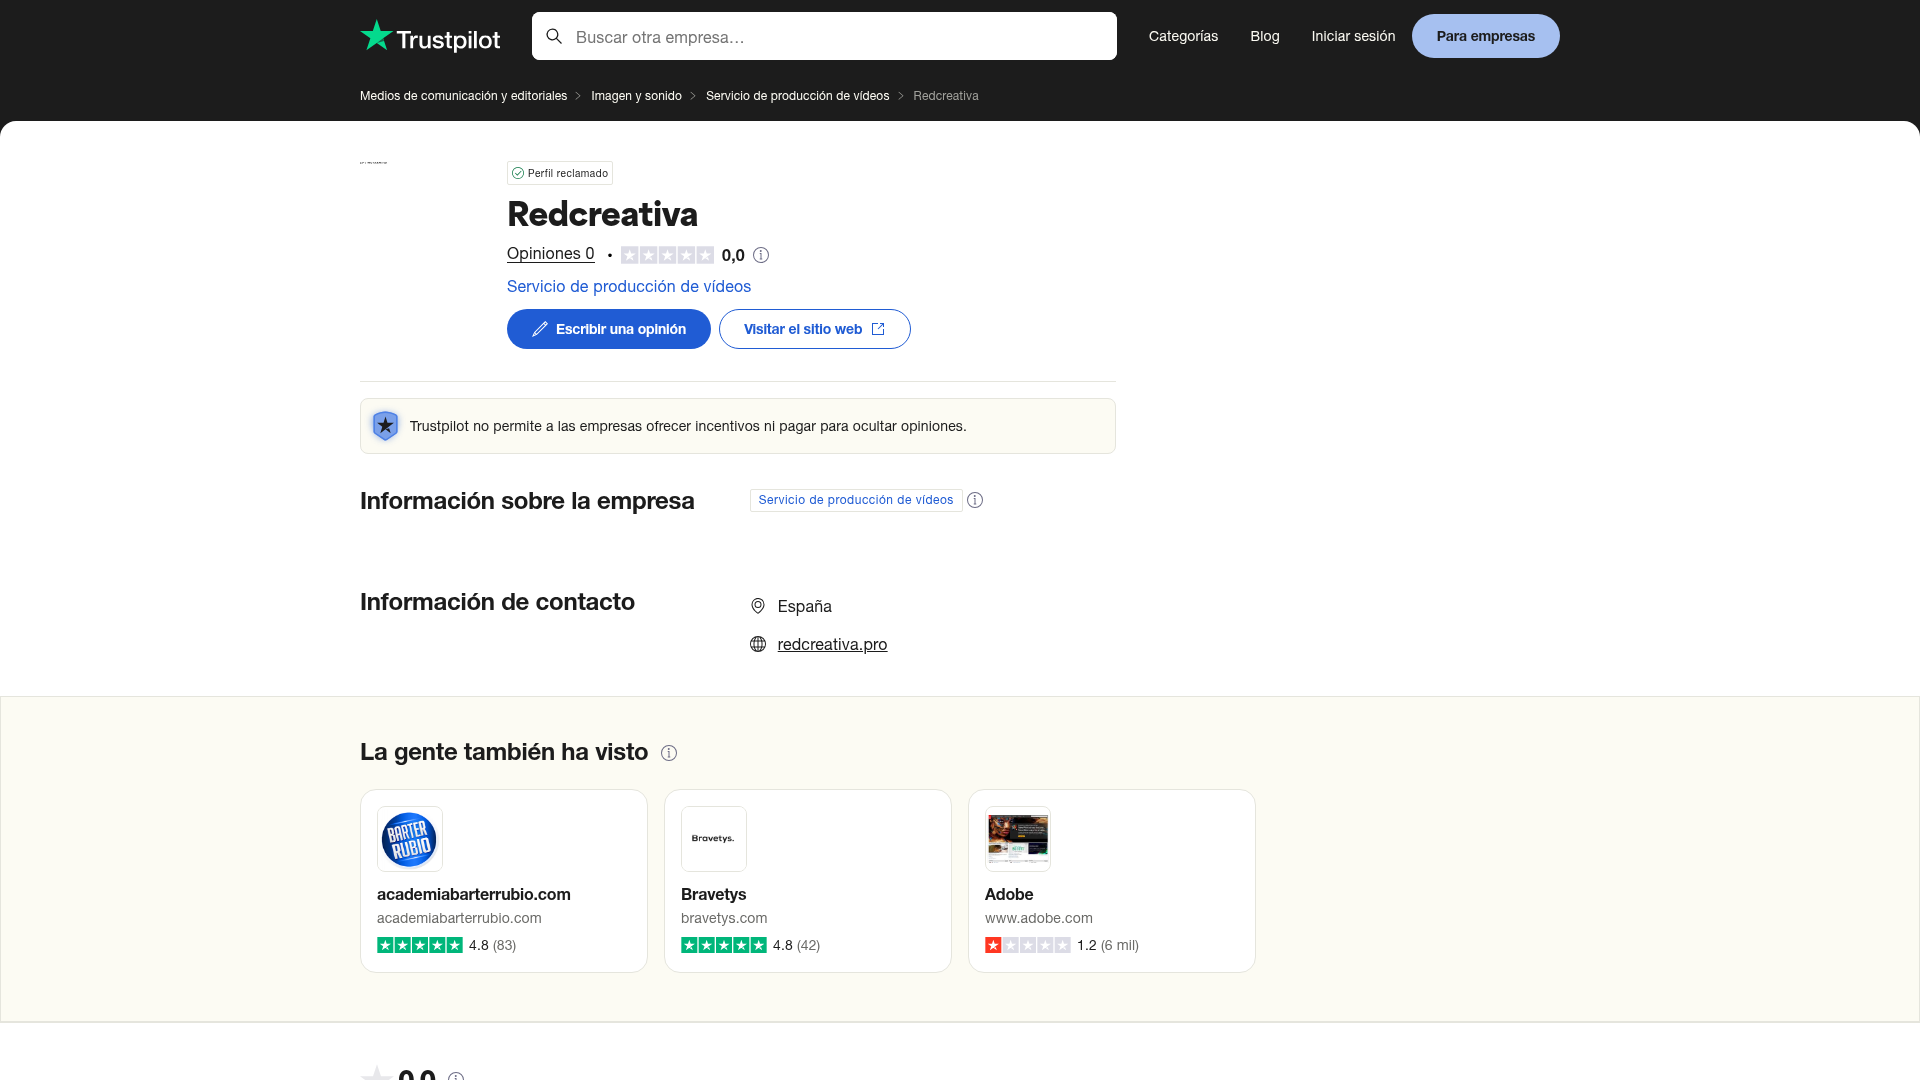 Trustpilot
Buscar otra empresa…
Categorías
Blog
Iniciar sesión
Para empresas
Medios de comunicación y editoriales
Imagen y sonido
Servicio de producción de vídeos
Redcreativa
Perfil reclamado
Redcreativa
Opiniones 0 • 0,0
Servicio de producción de vídeos
Escribir una opinión
Visitar el sitio web
Trustpilot no permite a las empresas ofrecer incentivos ni pagar para ocultar opiniones.
Información sobre la empresa
Servicio de producción de vídeos
Información de contacto
España
redcreativa.pro
La gente también ha visto
BARTER
RUBIO
academiabarterrubio.com
academiabarterrubio.com
4.8 (83)
Bravetys.
Bravetys
bravetys.com
4.8 (42)
Adobe
www.adobe.com
1.2 (6 mil)
0,0